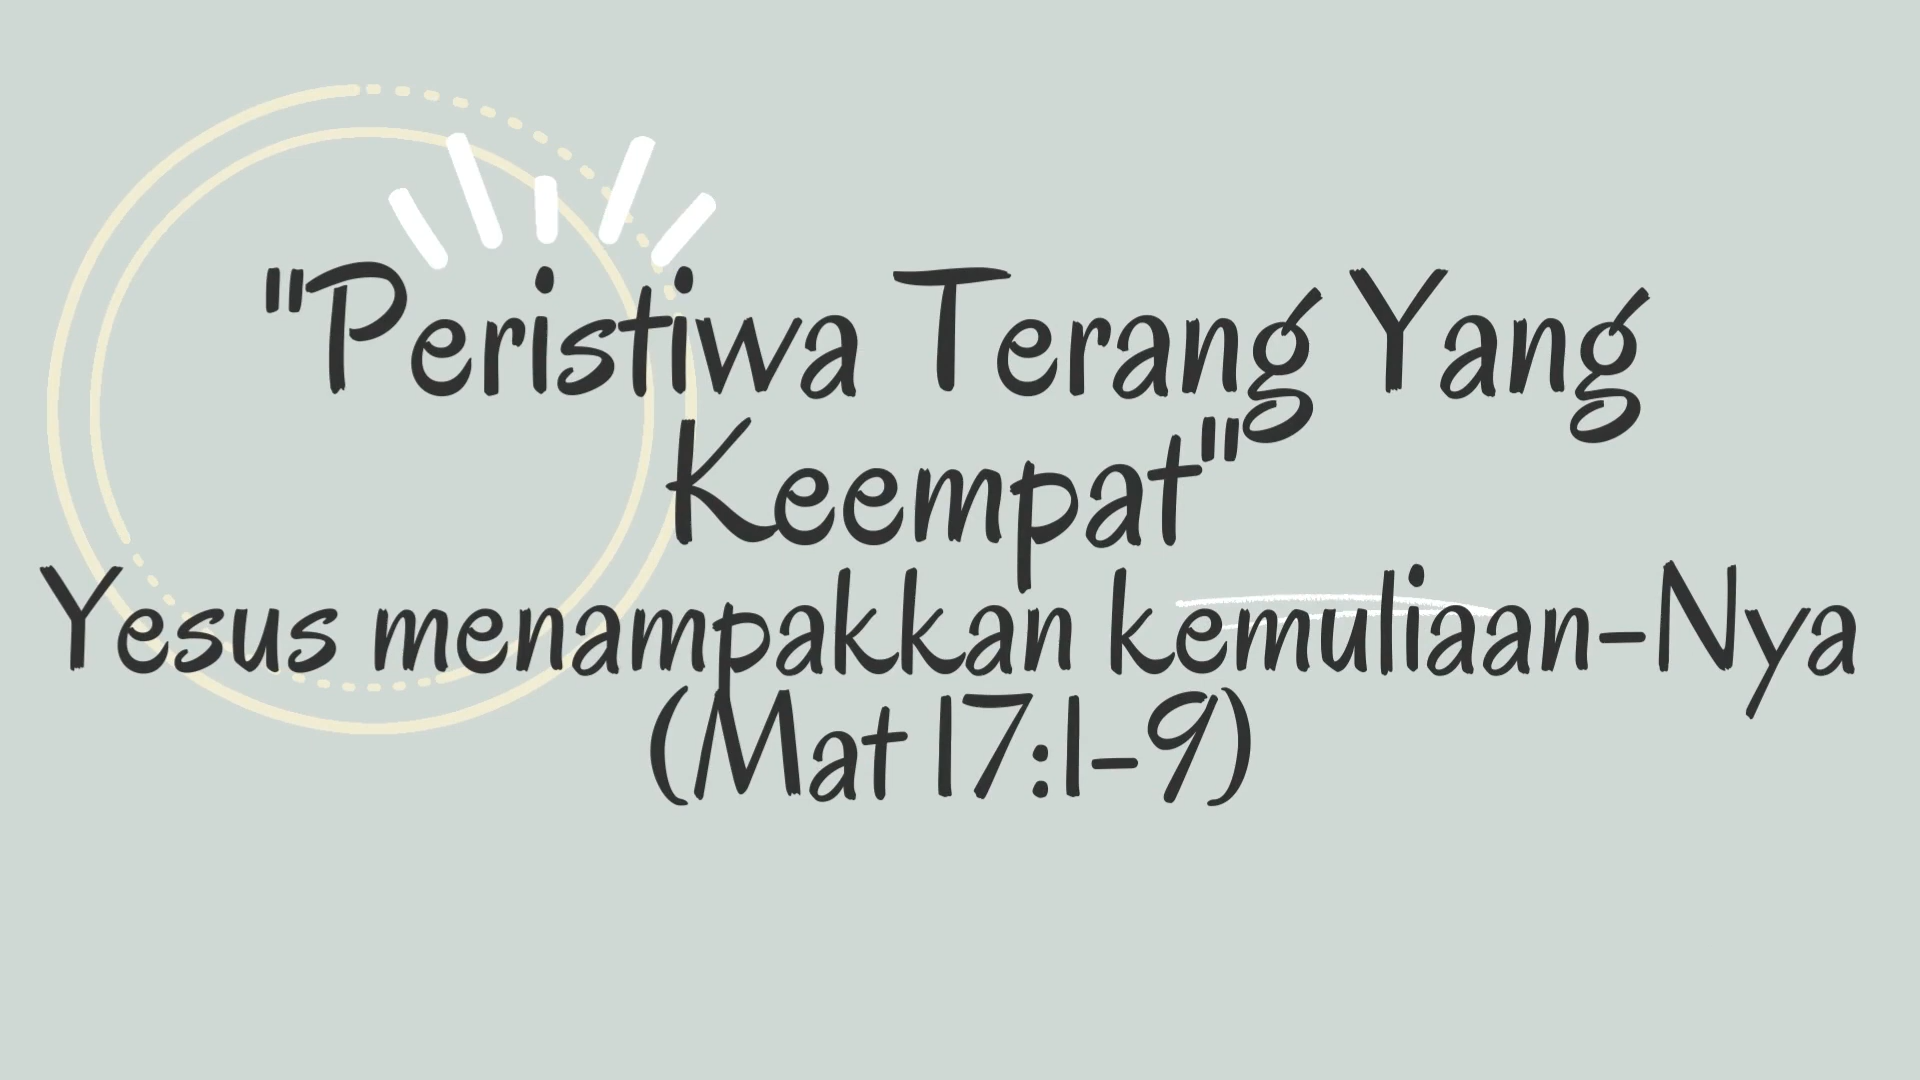 "Peristiwa Terang Yang
Keempat"
Yesus menampakkan kemuliaan-Nya
(Mat 17:1-9)